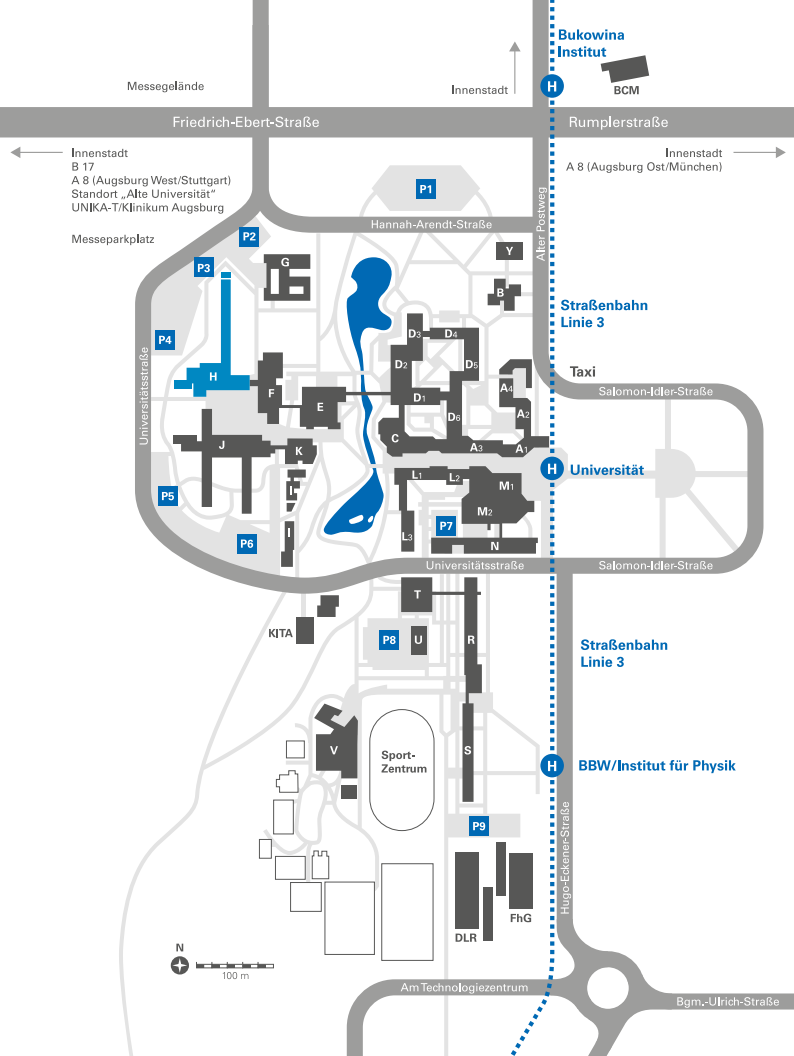 Bukowina
Institut
Messegelände
Innenstadt
H
BCM
Friedrich-Ebert-Straße
Rumplerstraße
Innenstadt
B 17
A 8 (Augsburg West/Stuttgart)
Standort „Alte Universität“
UNIKA-T/Klinikum Augsburg
Messeparkplatz
Innenstadt
A 8 (Augsburg Ost/München)
P1
Hannah-Arendt-Straße
Alter Postweg
P2
P3
G
Y
B
P4
Straßenbahn
Linie 3
D3
D4
D2
D5
Universitätsstraße
H
F
E
D1
D6
A4
A2
Taxi
Salomon-Idler-Straße
J
K
C
A3
A1
I
L1
L2
M1
H
Universität
P5
P6
I
L3
P7
M2
N
Universitätsstraße
Salomon-Idler-Straße
T
KITA
P8
U
R
Straßenbahn
Linie 3
V
Sport-
Zentrum
S
H
BBW/Institut für Physik
P9
Hugo-Eckener-Straße
DLR
FhG
N
100 m
Am Technologiezentrum
Bgm.-Ulrich-Straße